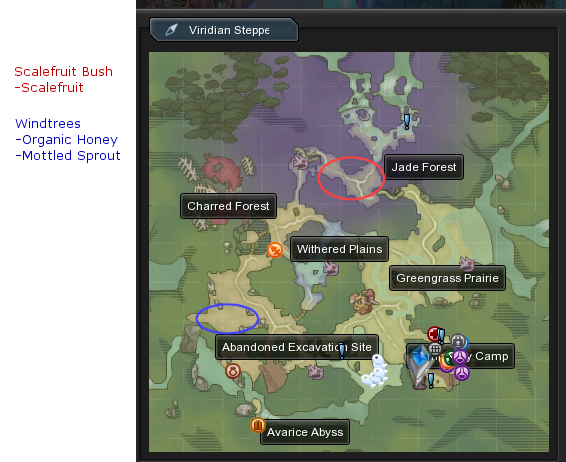 Viridian Steppe
Scalefruit Bush
-Scalefruit
Windtrees
-Organic Honey
-Mottled Sprout
Jade Forest
Charred Forest
Withered Plains
Greengrass Prairie
Abandoned Excavation Site
Camp
Avarice Abyss